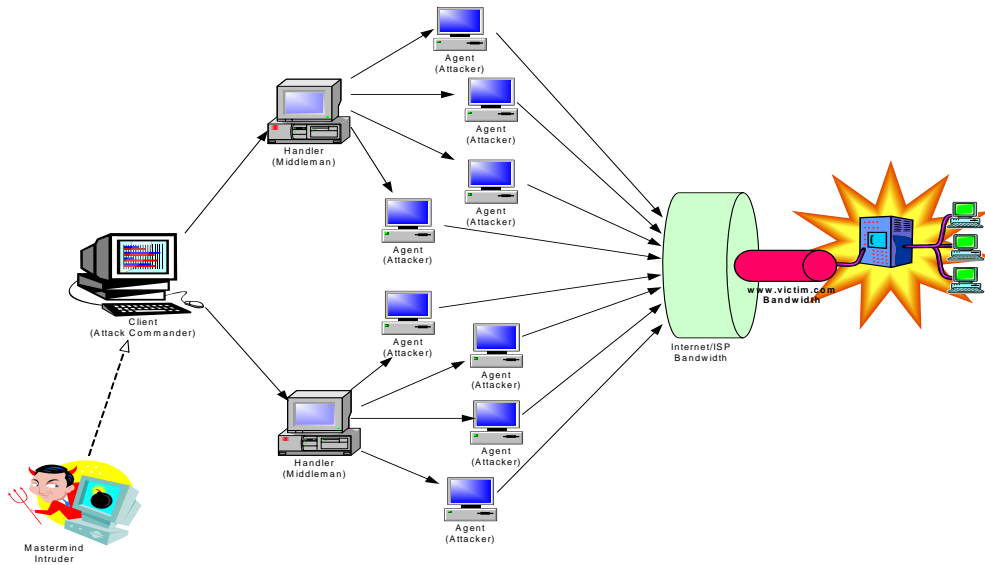 Agent
(Attacker)
Agent
(Attacker)
Handler
(Middleman)
Agent
(Attacker)
Agent
(Attacker)
Client
(Attack Commander)
www.victim.com
Bandwidth
Internet/ISP
Bandwidth
Agent
(Attacker)
Agent
(Attacker)
Agent
(Attacker)
Handler
(Middleman)
Agent
(Attacker)
Mastermind
Intruder